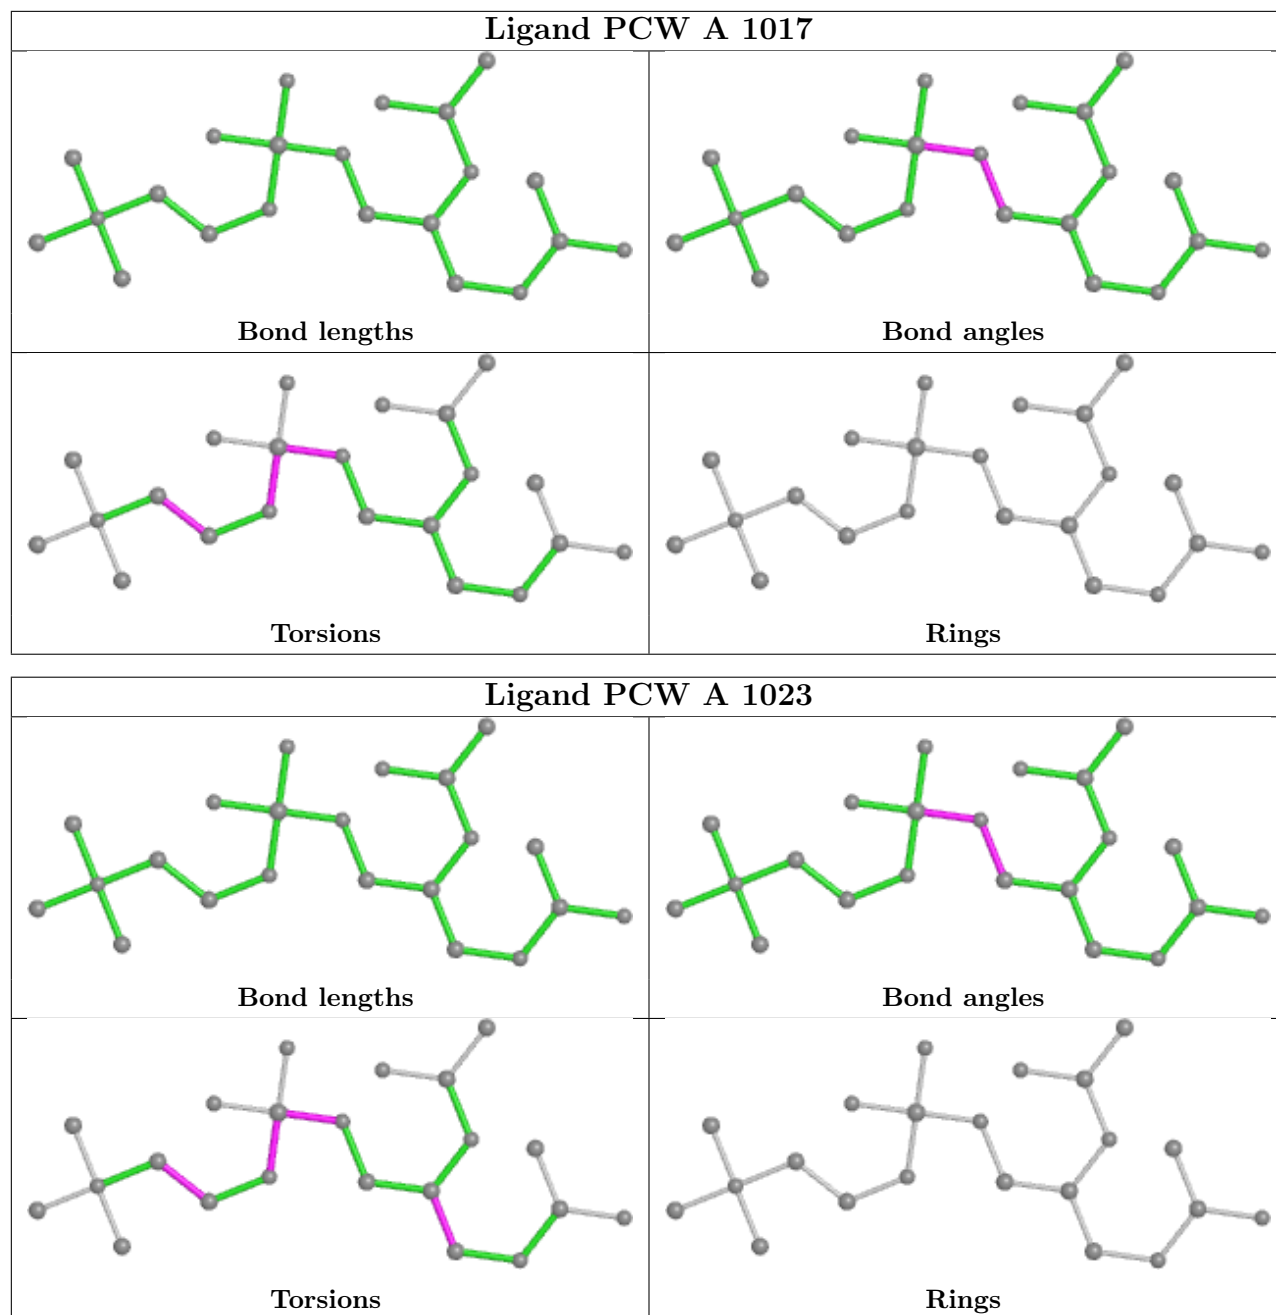 Ligand PCW A 1017
Bond lengths
Bond angles
Torsions
Rings
Ligand PCW A 1023
Bond lengths
Bond angles
Torsions
Rings